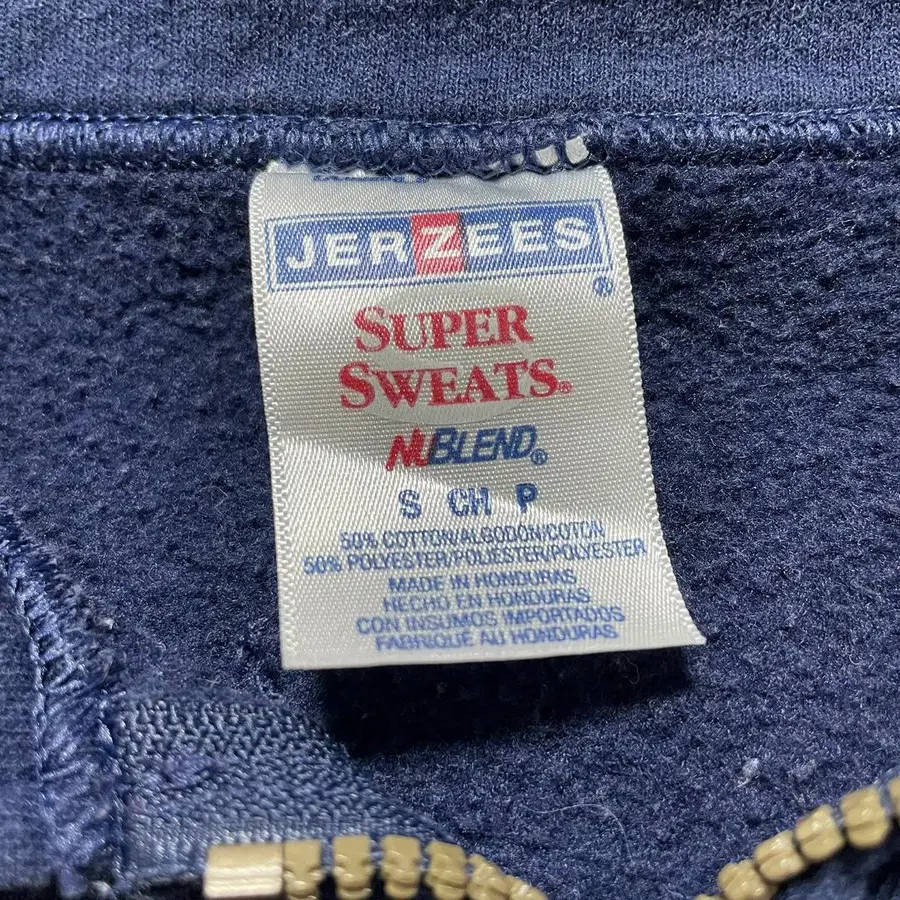 JERZEES®
SUPER
SWEATS®
NUBLEND®
S CH P
50% COTTON/ALGODON/COTON
50% POLYESTER/POLIESTER/POLYESTER
MADE IN HONDURAS
HECHO EN HONDURAS
CON INSUMOS IMPORTADOS
FABRIQUÉ AU HONDURAS